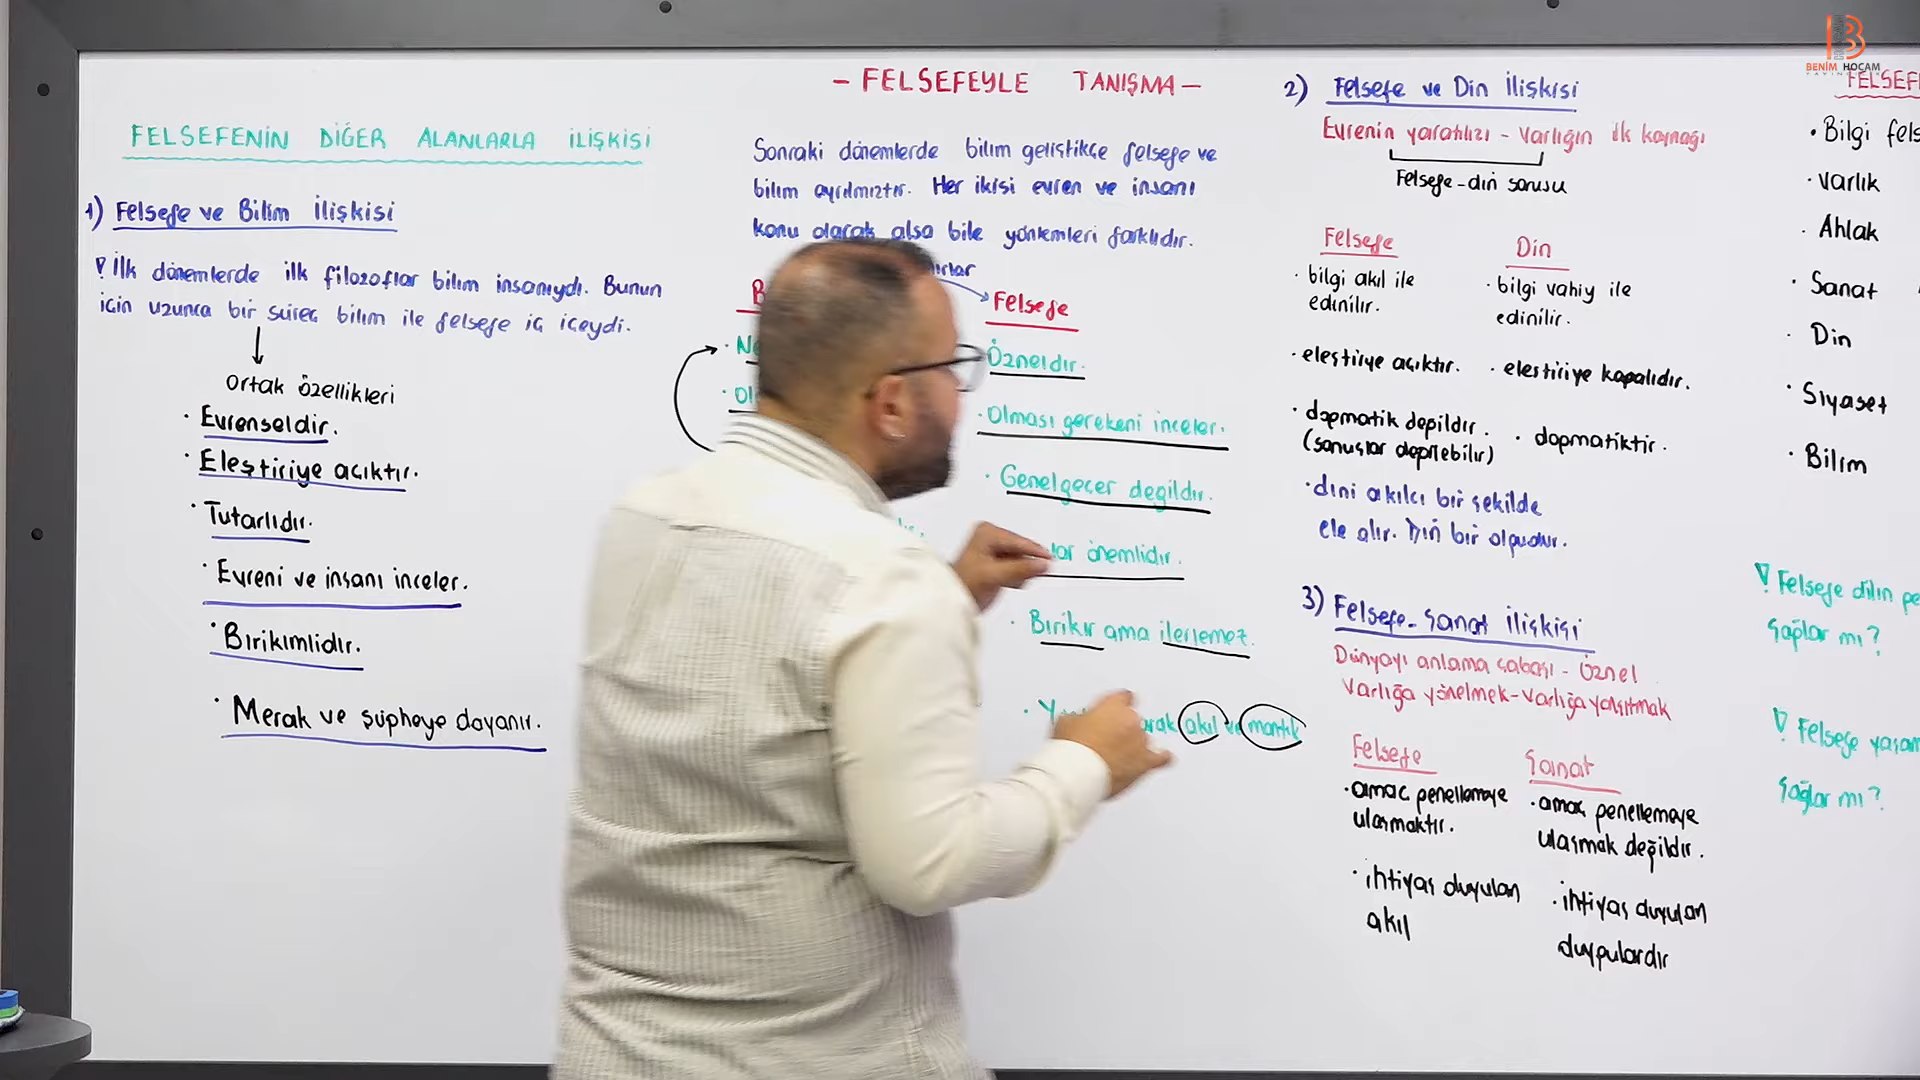 BENİM HOCAM
YAYINCILIK
- FELSEFEYLE TANIŞMA -
FELSEFENİN DİĞER ALANLARLA İLİŞKİSİ
1) Felsefe ve Bilim İlişkisi
İlk dönemlerde ilk filozoflar bilim insanıydı. Bunun
için uzunca bir süreç bilim ile felsefe iç içeydi.
Ortak özellikleri
· Evrenseldir.
· Eleştiriye açıktır.
· Tutarlıdır.
· Evreni ve insanı inceler.
· Birikimlidir.
· Merak ve şüpheye dayanır.
Sonraki dönemlerde bilim geliştikçe felsefe ve
bilim ayrılmıştır. Her ikisi evren ve insanı
konu olarak alsa bile yöntemleri farklıdır.
Felsefe
Özneldir.
· Olması gerekeni inceler.
· Genelgeçer değildir.
önemlidir.
· Birikir ama ilerlemez.
akıl ve mantık
2) Felsefe ve Din İlişkisi
Evrenin yaratılışı - Varlığın ilk kaynağı
Felsefe - din sorusu
Felsefe
· bilgi akıl ile
edinilir.
· eleştiriye açıktır.
· dogmatik değildir.
(sonuçlar değişebilir)
· dini akılcı bir şekilde
ele alır. Din bir olgudur.
Din
· bilgi vahiy ile
edinilir.
· eleştiriye kapalıdır.
· dogmatiktir.
3) Felsefe - Sanat İlişkisi
Dünyayı anlama çabası - Öznel
Varlığa yönelmek - Varlığa yansıtmak
Felsefe
· amaç genellemeye
ulaşmaktır.
· ihtiyaç duyulan
akıl
Sanat
· amaç genellemeye
ulaşmak değildir.
· ihtiyaç duyulan
duygulardır
FELSEF
· Bilgi fels
· Varlık
· Ahlak
· Sanat
· Din
· Siyaset
· Bilim
Felsefe dilin ge
sağlar mı?
Felsefe yaşam
sağlar mı?